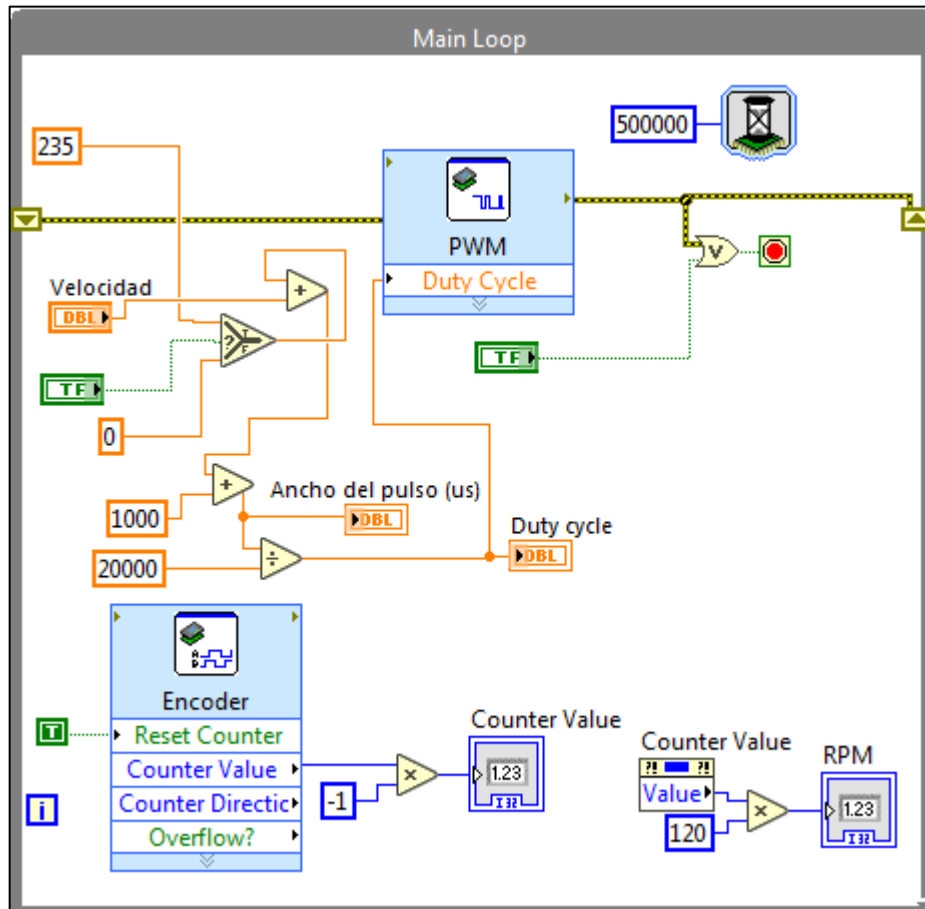 Main Loop
500000
235
PWM
Duty Cycle
Velocidad
DBL
TF
TF
0
Ancho del pulso (us)
DBL
1000
Duty cycle
DBL
20000
Encoder
T
Reset Counter
Counter Value
Counter Directic
Overflow?
i
-1
Counter Value
1.23
I32
Counter Value
Value
120
RPM
1.23
I32